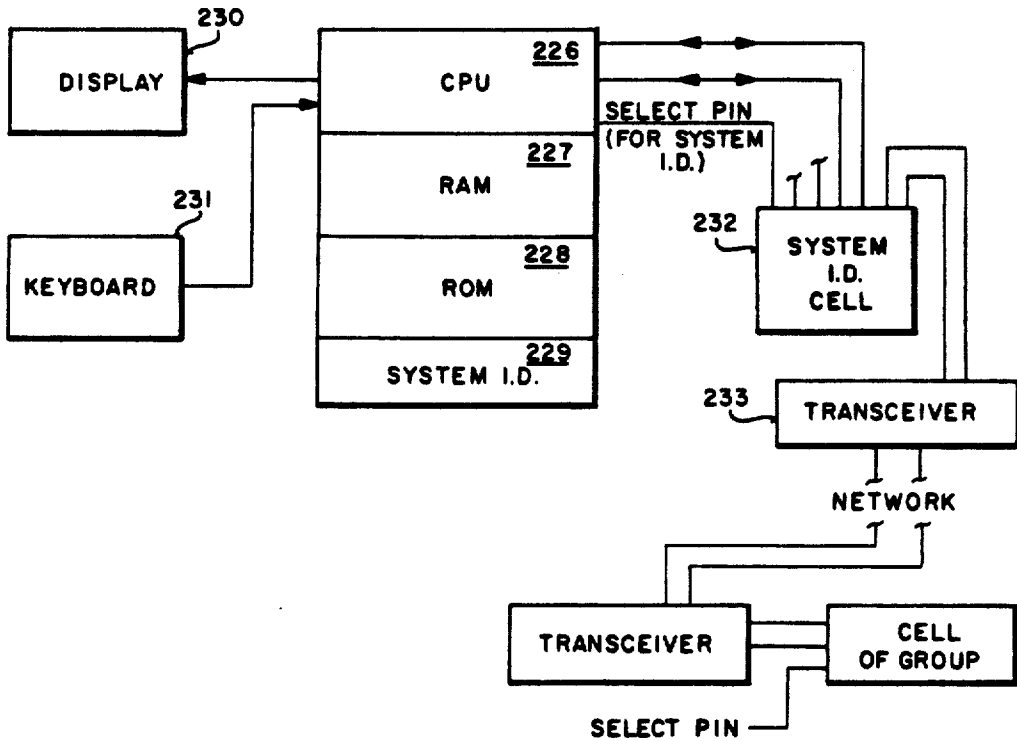 230
DISPLAY
226
CPU
SELECT PIN
(FOR SYSTEM
I.D.)
227
RAM
231
KEYBOARD
228
ROM
232
SYSTEM
I.D.
CELL
229
SYSTEM I.D.
233
TRANSCEIVER
NETWORK
TRANSCEIVER
CELL
OF GROUP
SELECT PIN